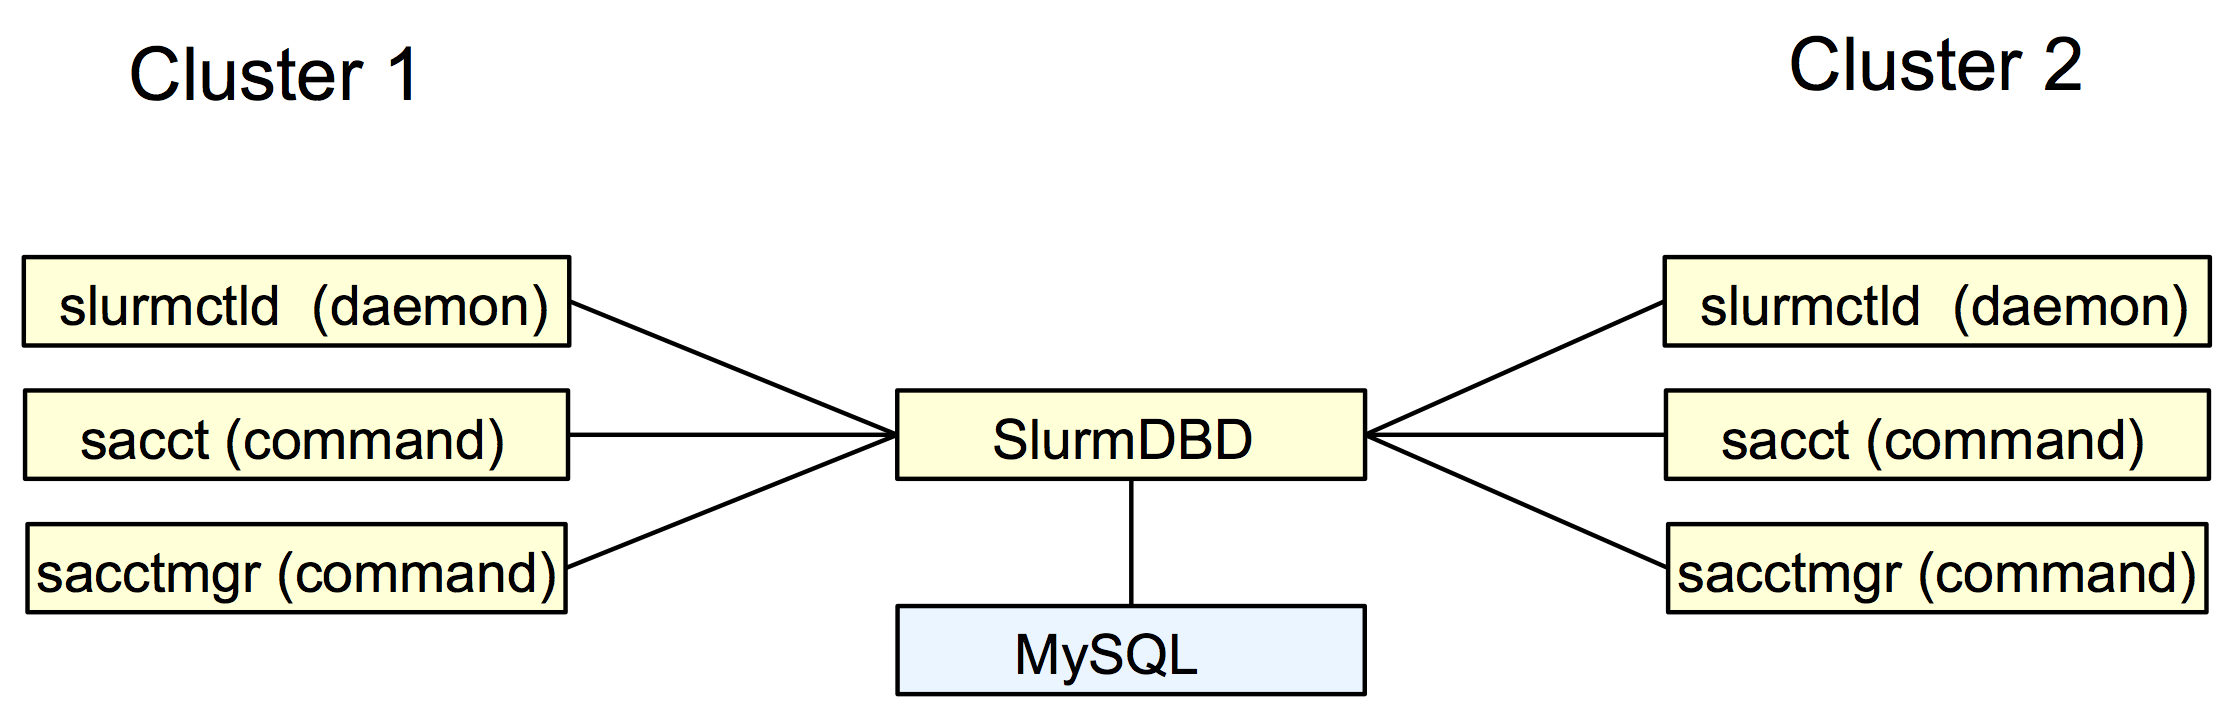 Cluster 1
Cluster 2
slurmctld  (daemon)
sacct (command)
sacctmgr (command)
SlurmDBD
MySQL
slurmctld  (daemon)
sacct (command)
sacctmgr (command)